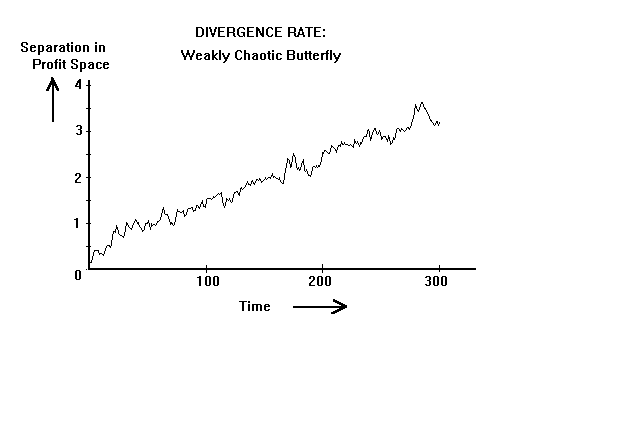 DIVERGENCE RATE:
Weakly Chaotic Butterfly
Separation in
Profit Space
4
3
2
1
0
100
200
300
Time